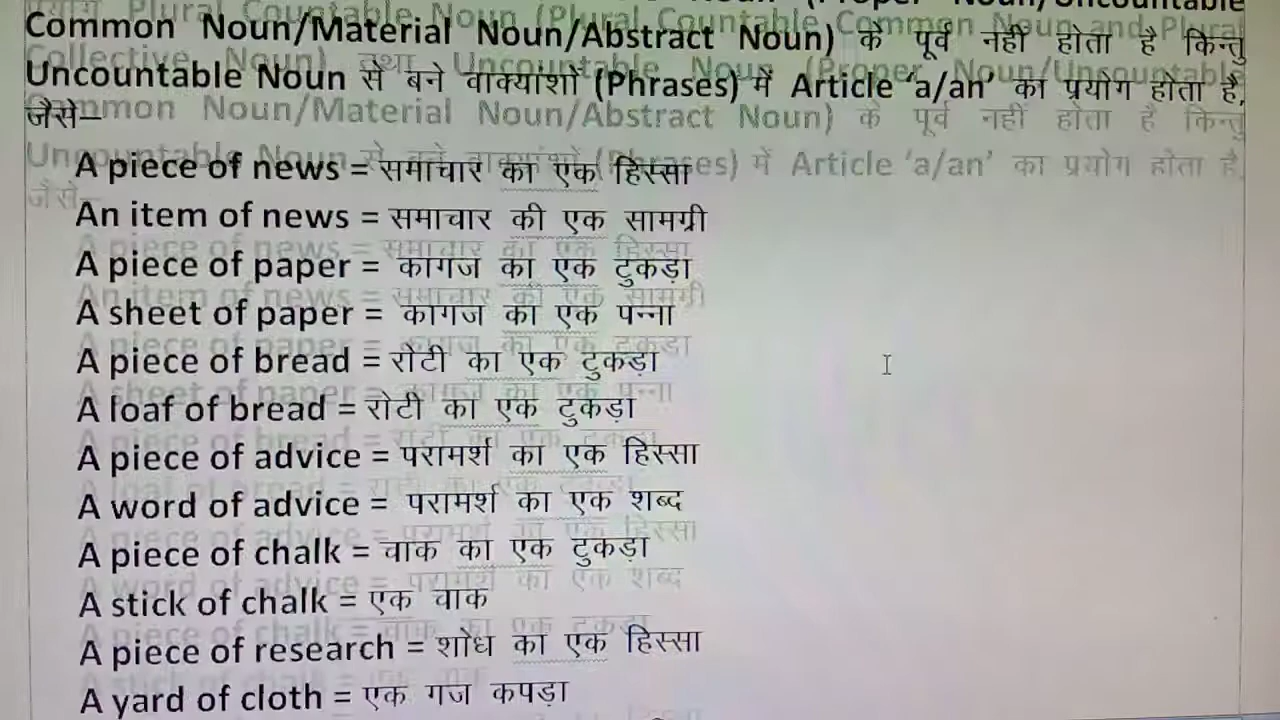 Common Noun/Material Noun/Abstract Noun) के पूर्व नहीं होता है किन्तु
Uncountable Noun से बने वाक्यांशों (Phrases) में Article ‘a/an’ का प्रयोग होता है,
जैसे–
A piece of news = समाचार का एक हिस्सा
An item of news = समाचार की एक सामग्री
A piece of paper = कागज का एक टुकड़ा
A sheet of paper = कागज का एक पन्ना
A piece of bread = रोटी का एक टुकड़ा
A loaf of bread = रोटी का एक टुकड़ा
A piece of advice = परामर्श का एक हिस्सा
A word of advice = परामर्श का एक शब्द
A piece of chalk = चाक का एक टुकड़ा
A stick of chalk = एक चाक
A piece of research = शोध का एक हिस्सा
A yard of cloth = एक गज कपड़ा